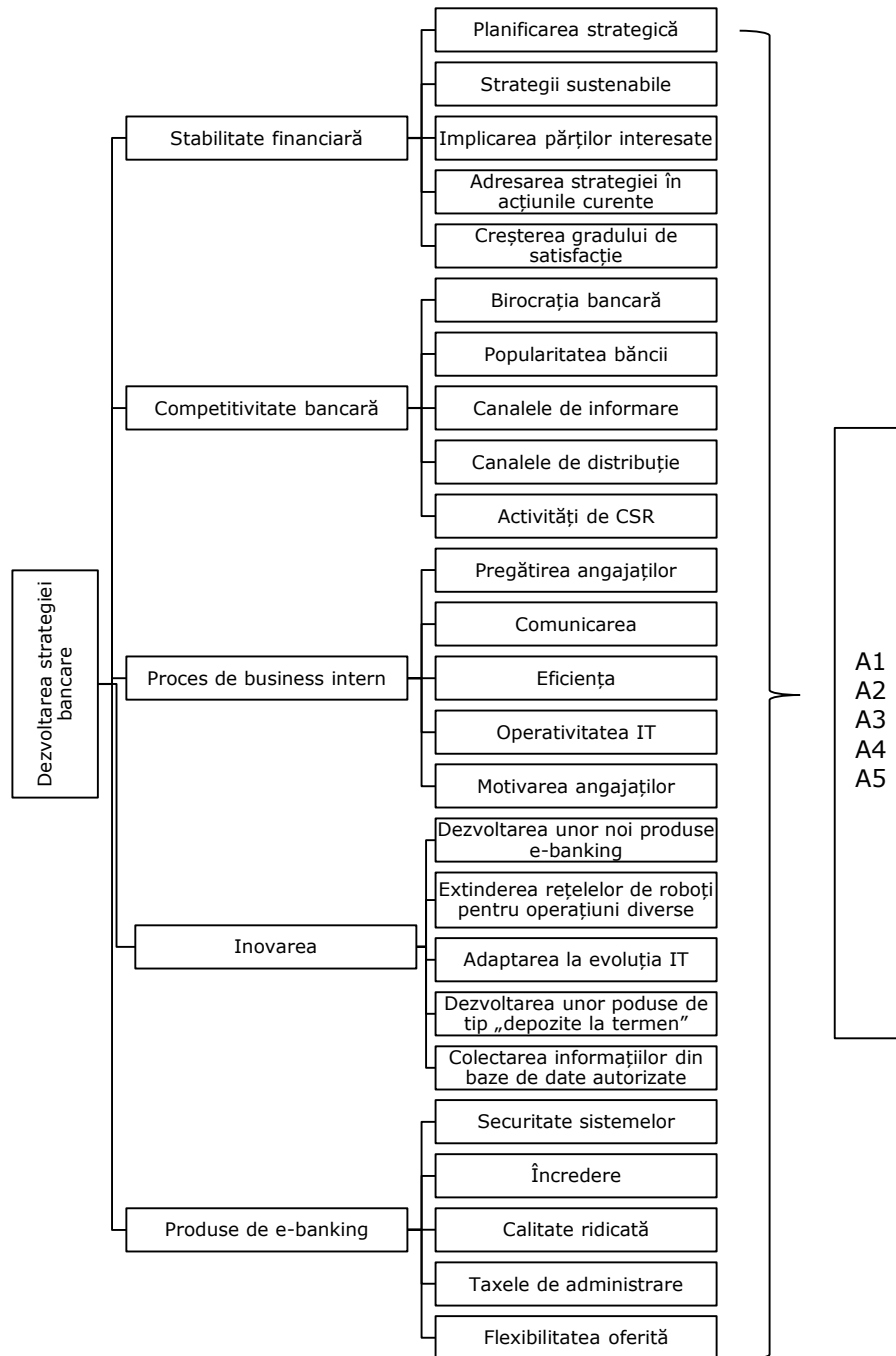 Dezvoltarea strategiei
bancare
Stabilitate financiară
Planificarea strategică
Strategii sustenabile
Implicarea părților interesate
Adresarea strategiei în
acțiunile curente
Creșterea gradului de
satisfacție
Competitivitate bancară
Birocrația bancară
Popularitatea băncii
Canalele de informare
Canalele de distribuție
Activități de CSR
Proces de business intern
Pregătirea angajaților
Comunicarea
Eficiența
Operativitatea IT
Motivarea angajaților
Inovarea
Dezvoltarea unor noi produse
e-banking
Extinderea rețelelor de roboți
pentru operațiuni diverse
Adaptarea la evoluția IT
Dezvoltarea unor poduse de
tip „depozite la termen”
Colectarea informațiilor din
baze de date autorizate
Produse de e-banking
Securitate sistemelor
Încredere
Calitate ridicată
Taxele de administrare
Flexibilitatea oferită
A1
A2
A3
A4
A5